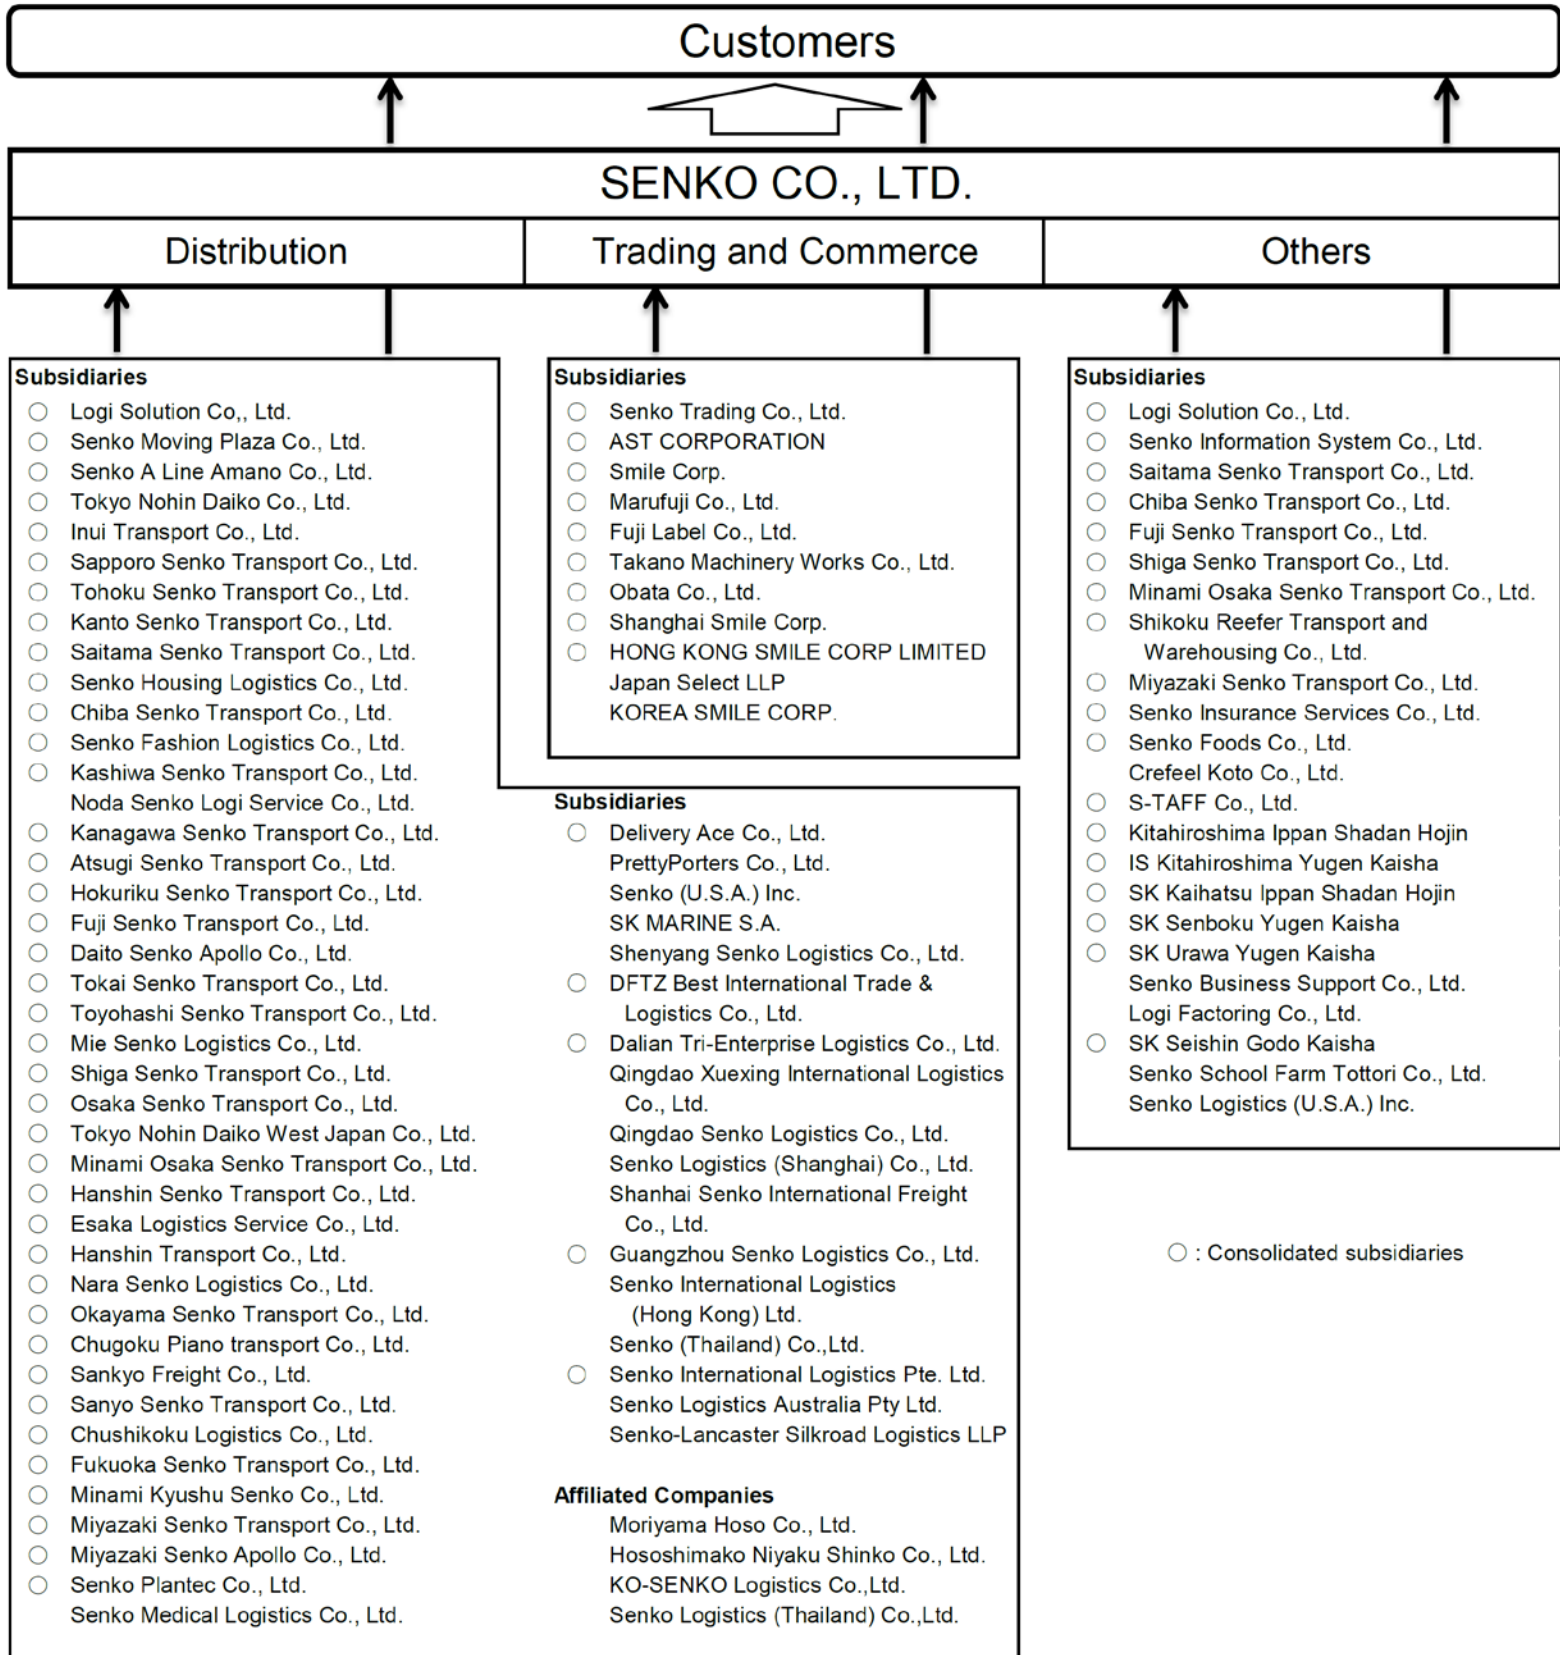 Customers
SENKO CO., LTD.
Distribution
Trading and Commerce
Others
Subsidiaries
○ Logi Solution Co,, Ltd.
○ Senko Moving Plaza Co., Ltd.
○ Senko A Line Amano Co., Ltd.
○ Tokyo Nohin Daiko Co., Ltd.
○ Inui Transport Co., Ltd.
○ Sapporo Senko Transport Co., Ltd.
○ Tohoku Senko Transport Co., Ltd.
○ Kanto Senko Transport Co., Ltd.
○ Saitama Senko Transport Co., Ltd.
○ Senko Housing Logistics Co., Ltd.
○ Chiba Senko Transport Co., Ltd.
○ Senko Fashion Logistics Co., Ltd.
○ Kashiwa Senko Transport Co., Ltd.
Noda Senko Logi Service Co., Ltd.
○ Kanagawa Senko Transport Co., Ltd.
○ Atsugi Senko Transport Co., Ltd.
○ Hokuriku Senko Transport Co., Ltd.
○ Fuji Senko Transport Co., Ltd.
○ Daito Senko Apollo Co., Ltd.
○ Tokai Senko Transport Co., Ltd.
○ Toyohashi Senko Transport Co., Ltd.
○ Mie Senko Logistics Co., Ltd.
○ Shiga Senko Transport Co., Ltd.
○ Osaka Senko Transport Co., Ltd.
○ Tokyo Nohin Daiko West Japan Co., Ltd.
○ Minami Osaka Senko Transport Co., Ltd.
○ Hanshin Senko Transport Co., Ltd.
○ Esaka Logistics Service Co., Ltd.
○ Hanshin Transport Co., Ltd.
○ Nara Senko Logistics Co., Ltd.
○ Okayama Senko Transport Co., Ltd.
○ Chugoku Piano transport Co., Ltd.
○ Sankyo Freight Co., Ltd.
○ Sanyo Senko Transport Co., Ltd.
○ Chushikoku Logistics Co., Ltd.
○ Fukuoka Senko Transport Co., Ltd.
○ Minami Kyushu Senko Co., Ltd.
○ Miyazaki Senko Transport Co., Ltd.
○ Miyazaki Senko Apollo Co., Ltd.
○ Senko Plantec Co., Ltd.
Senko Medical Logistics Co., Ltd.
Subsidiaries
○ Senko Trading Co., Ltd.
○ AST CORPORATION
○ Smile Corp.
○ Marufuji Co., Ltd.
○ Fuji Label Co., Ltd.
○ Takano Machinery Works Co., Ltd.
○ Obata Co., Ltd.
○ Shanghai Smile Corp.
○ HONG KONG SMILE CORP LIMITED
Japan Select LLP
KOREA SMILE CORP.
Subsidiaries
○ Delivery Ace Co., Ltd.
PrettyPorters Co., Ltd.
Senko (U.S.A.) Inc.
SK MARINE S.A.
Shenyang Senko Logistics Co., Ltd.
○ DFTZ Best International Trade &
Logistics Co., Ltd.
○ Dalian Tri-Enterprise Logistics Co., Ltd.
Qingdao Xuexing International Logistics
Co., Ltd.
Qingdao Senko Logistics Co., Ltd.
Senko Logistics (Shanghai) Co., Ltd.
Shanhai Senko International Freight
Co., Ltd.
○ Guangzhou Senko Logistics Co., Ltd.
Senko International Logistics
(Hong Kong) Ltd.
Senko (Thailand) Co.,Ltd.
○ Senko International Logistics Pte. Ltd.
Senko Logistics Australia Pty Ltd.
Senko-Lancaster Silkroad Logistics LLP
Affiliated Companies
Moriyama Hoso Co., Ltd.
Hososhimako Niyaku Shinko Co., Ltd.
KO-SENKO Logistics Co.,Ltd.
Senko Logistics (Thailand) Co.,Ltd.
Subsidiaries
○ Logi Solution Co., Ltd.
○ Senko Information System Co., Ltd.
○ Saitama Senko Transport Co., Ltd.
○ Chiba Senko Transport Co., Ltd.
○ Fuji Senko Transport Co., Ltd.
○ Shiga Senko Transport Co., Ltd.
○ Minami Osaka Senko Transport Co., Ltd.
○ Shikoku Reefer Transport and
Warehousing Co., Ltd.
○ Miyazaki Senko Transport Co., Ltd.
○ Senko Insurance Services Co., Ltd.
○ Senko Foods Co., Ltd.
Crefeel Koto Co., Ltd.
○ S-TAFF Co., Ltd.
○ Kitahiroshima Ippan Shadan Hojin
○ IS Kitahiroshima Yugen Kaisha
○ SK Kaihatsu Ippan Shadan Hojin
○ SK Senboku Yugen Kaisha
○ SK Urawa Yugen Kaisha
Senko Business Support Co., Ltd.
Logi Factoring Co., Ltd.
○ SK Seishin Godo Kaisha
Senko School Farm Tottori Co., Ltd.
Senko Logistics (U.S.A.) Inc.
○ : Consolidated subsidiaries